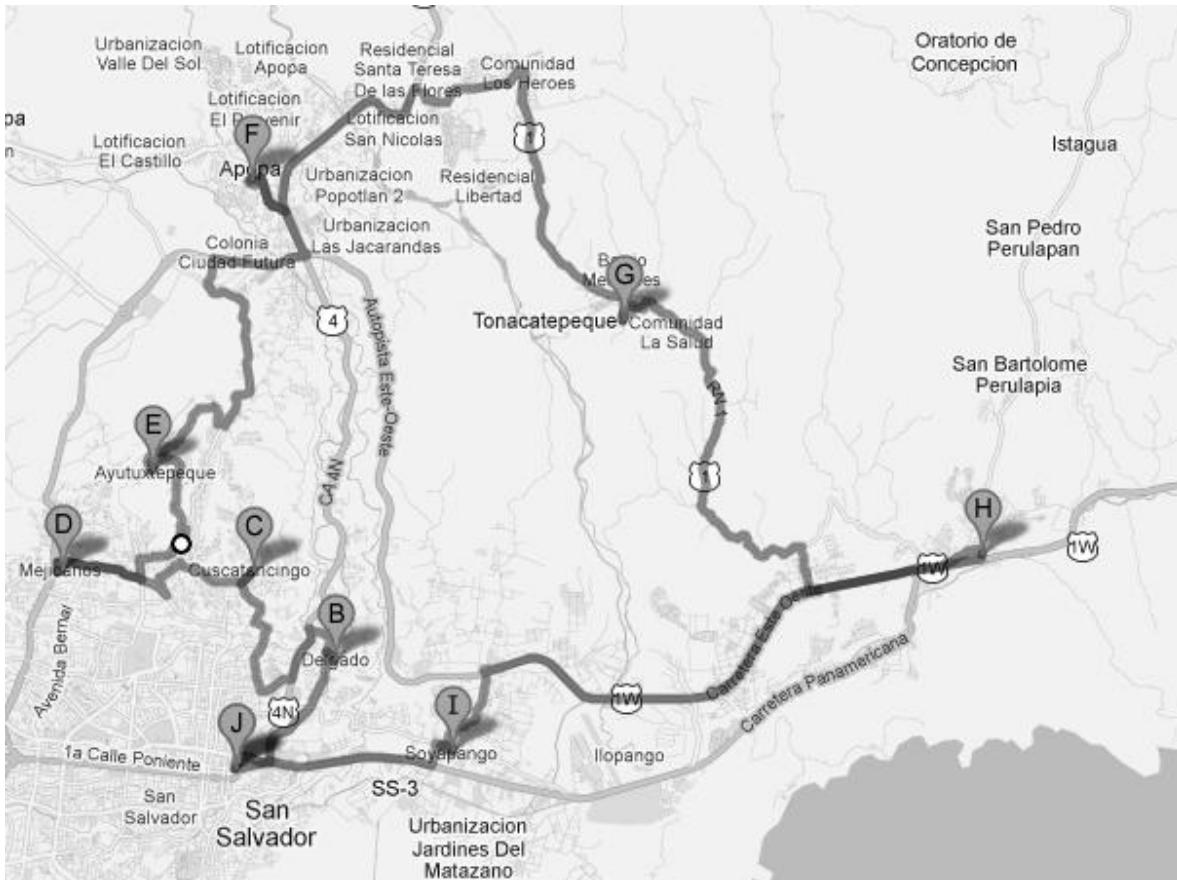 Urbanizacion
Valle Del Sol
Lotificacion
Apopa
Residencial
Santa Teresa
De las Flores
Comunidad
Los Heroes
Oratorio de
Concepcion
Lotificacion
El Porvenir
pa
Lotificacion
San Nicolas
1
Lotificacion
El Castillo
F
Apopa
Istagua
Urbanizacion
Popotlan 2
Residencial
Libertad
Urbanizacion
Las Jacarandas
San Pedro
Perulapan
Colonia
Ciudad Futura
G
4
Autopista Este-Oeste
Tonacatepeque
Comunidad
La Salud
San Bartolome
Perulapia
RN 1
E
Ayutuxtepeque
CA4N
1
D
C
H
Mejicanos
Cuscatancingo
1W
1W
Avenida Bernal
B
Delgado
Carretera Este Oeste
Carretera Panamericana
1W
J
4N
I
1a Calle Poniente
Soyapango
Ilopango
SS-3
San
Salvador
San
Salvador
Urbanizacion
Jardines Del
Matazano